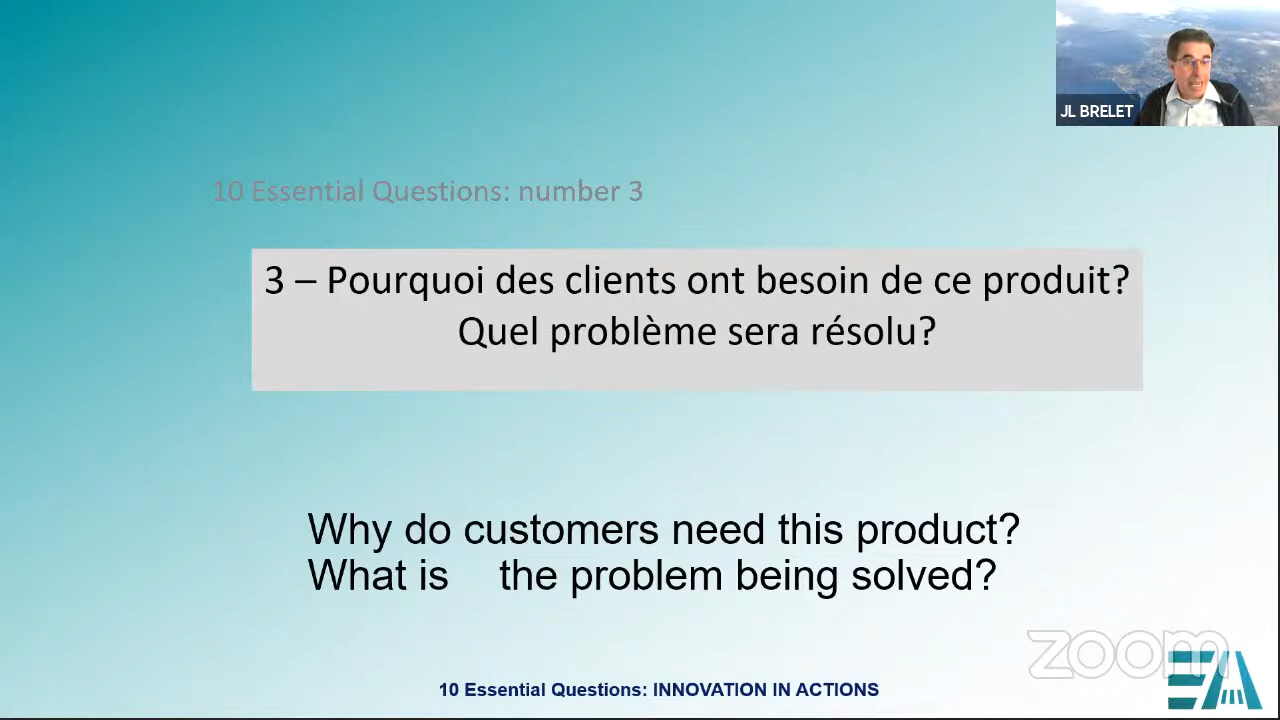 JL BRELET
10 Essential Questions: number 3
3 – Pourquoi des clients ont besoin de ce produit?
Quel problème sera résolu?
Why do customers need this product?
What is the problem being solved?
zoom
10 Essential Questions: INNOVATION IN ACTIONS
EA